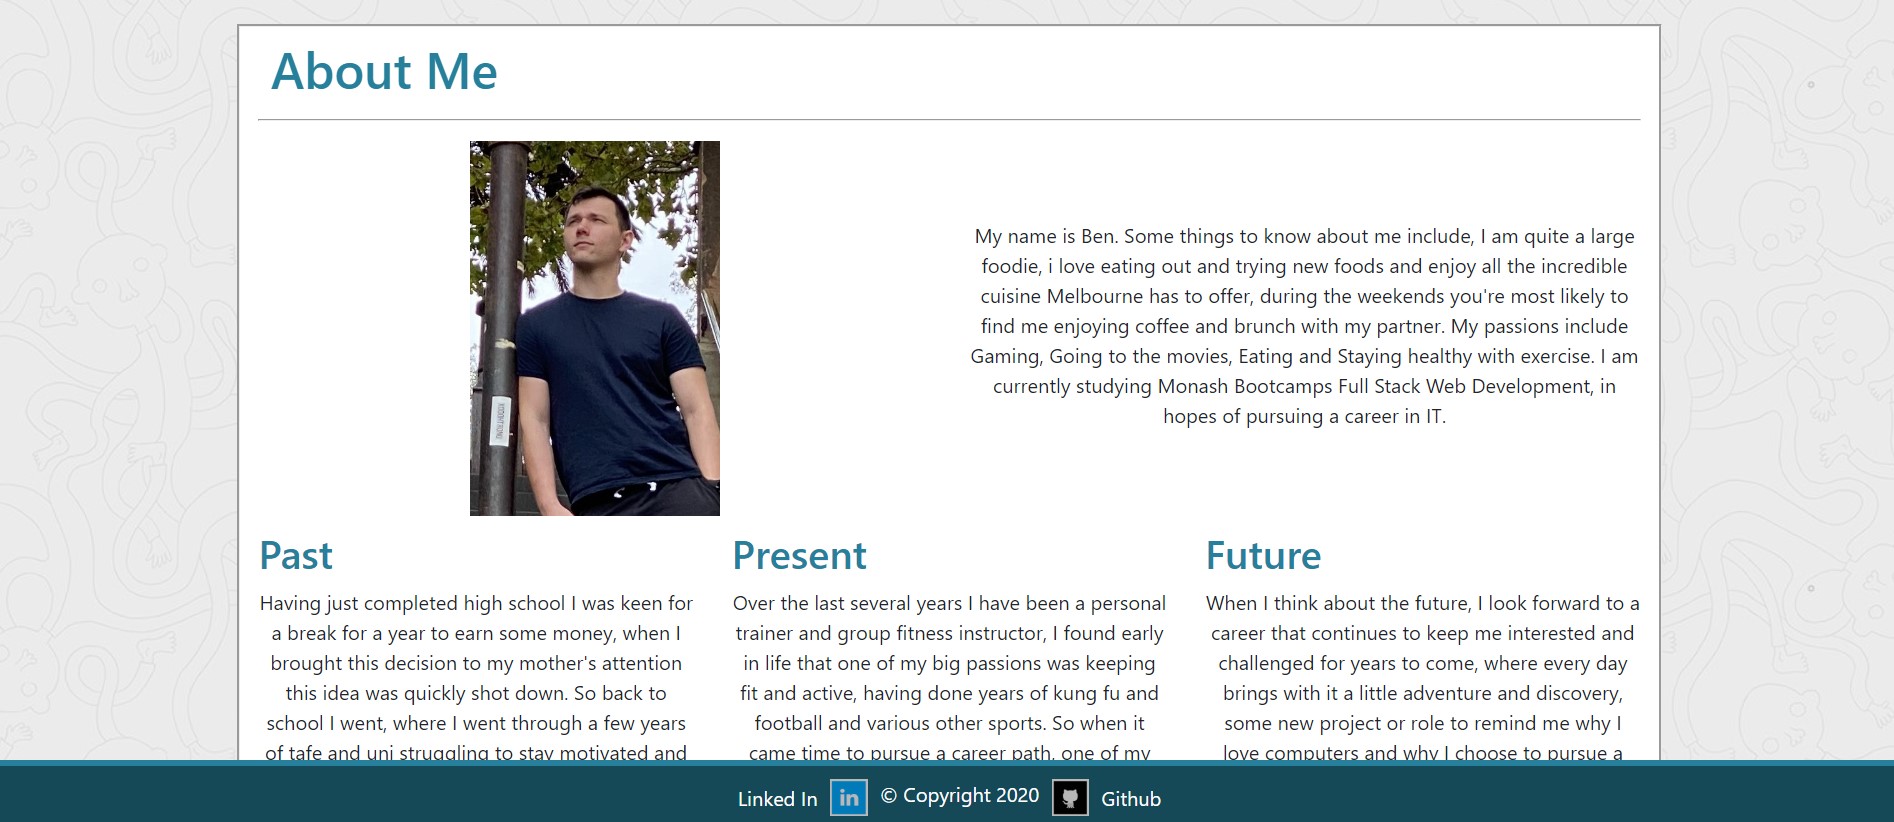 About Me
My name is Ben. Some things to know about me include, I am quite a large
foodie, i love eating out and trying new foods and enjoy all the incredible
cuisine Melbourne has to offer, during the weekends you're most likely to
find me enjoying coffee and brunch with my partner. My passions include
Gaming, Going to the movies, Eating and Staying healthy with exercise. I am
currently studying Monash Bootcamps Full Stack Web Development, in
hopes of pursuing a career in IT.
Past
Having just completed high school I was keen for
a break for a year to earn some money, when I
brought this decision to my mother's attention
this idea was quickly shot down. So back to
school I went, where I went through a few years
of tafe and uni struggling to stay motivated and
Present
Over the last several years I have been a personal
trainer and group fitness instructor, I found early
in life that one of my big passions was keeping
fit and active, having done years of kung fu and
football and various other sports. So when it
came time to pursue a career path, one of my
Future
When I think about the future, I look forward to a
career that continues to keep me interested and
challenged for years to come, where every day
brings with it a little adventure and discovery,
some new project or role to remind me why I
love computers and why I choose to pursue a
Linked In in © Copyright 2020 Github